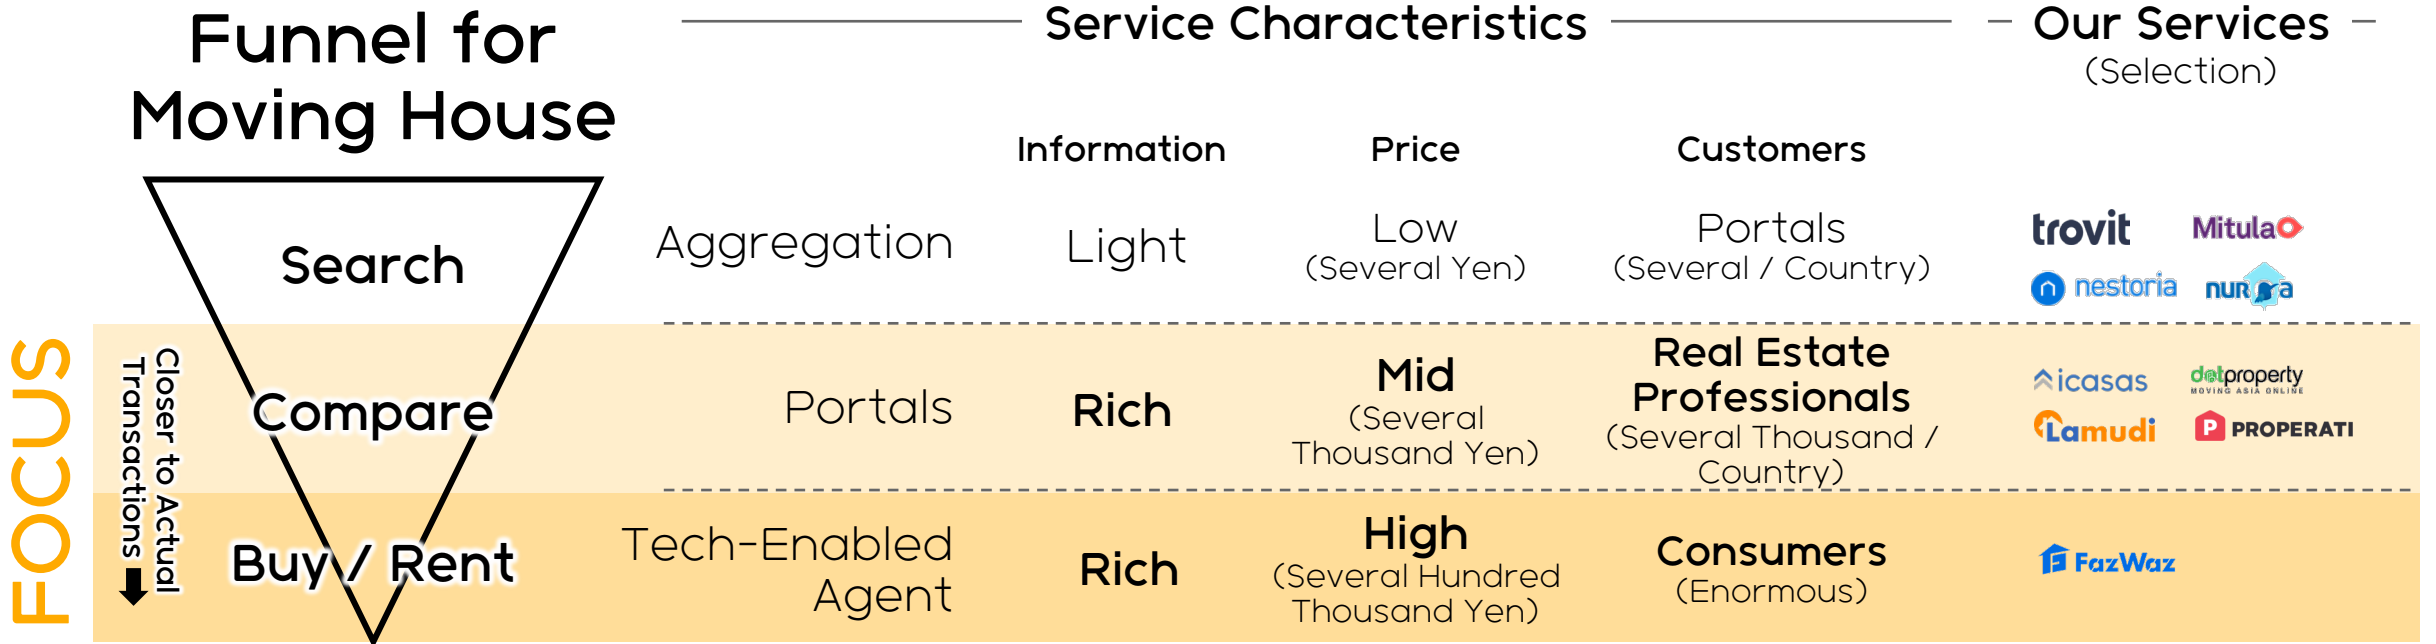 Funnel for
Moving House
Service Characteristics
Our Services
(Selection)
Information
Price
Customers
Search
Aggregation
Light
Low
(Several Yen)
Portals
(Several / Country)
trovit
Mitula
nestoria
nuroa
FOCUS
Closer to Actual
Transactions
Compare
Portals
Rich
Mid
(Several
Thousand Yen)
Real Estate
Professionals
(Several Thousand /
Country)
icasas
dotproperty
MOVING ASIA ONLINE
Lamudi
PROPERATI
Buy / Rent
Tech-Enabled
Agent
Rich
High
(Several Hundred
Thousand Yen)
Consumers
(Enormous)
FazWaz